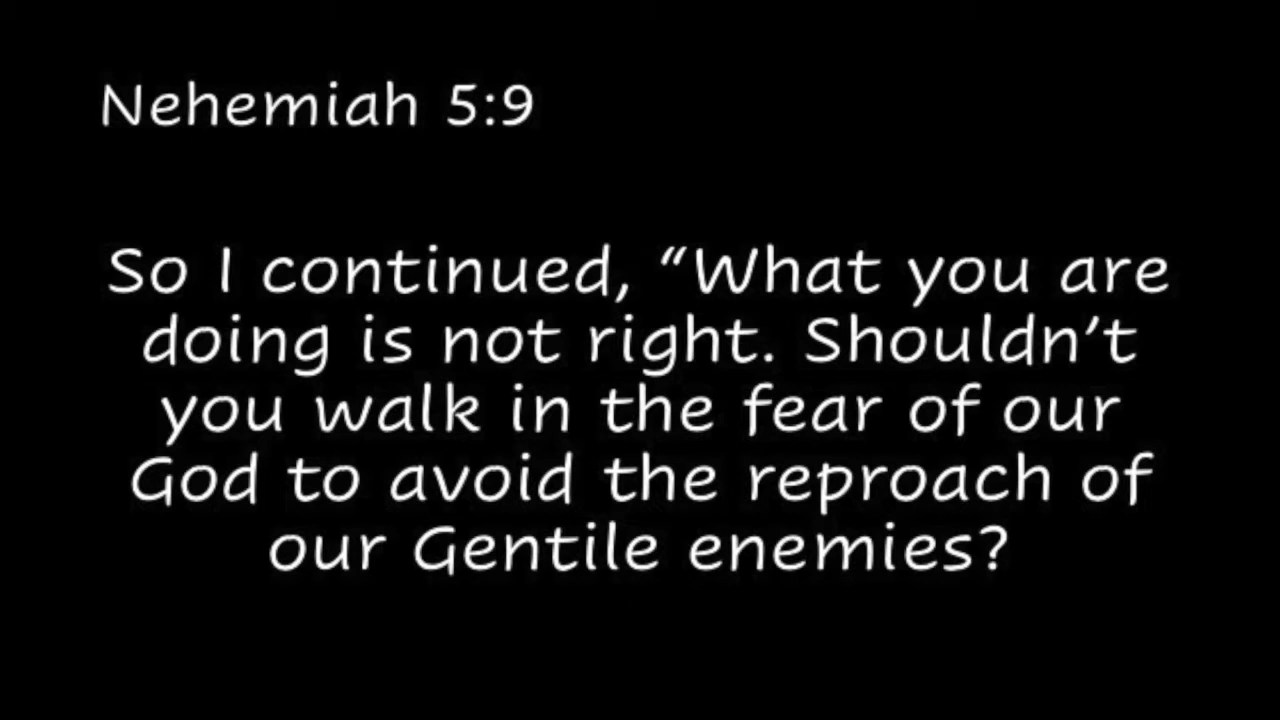 Nehemiah 5:9
So I continued, “What you are
doing is not right. Shouldn’t
you walk in the fear of our
God to avoid the reproach of
our Gentile enemies?